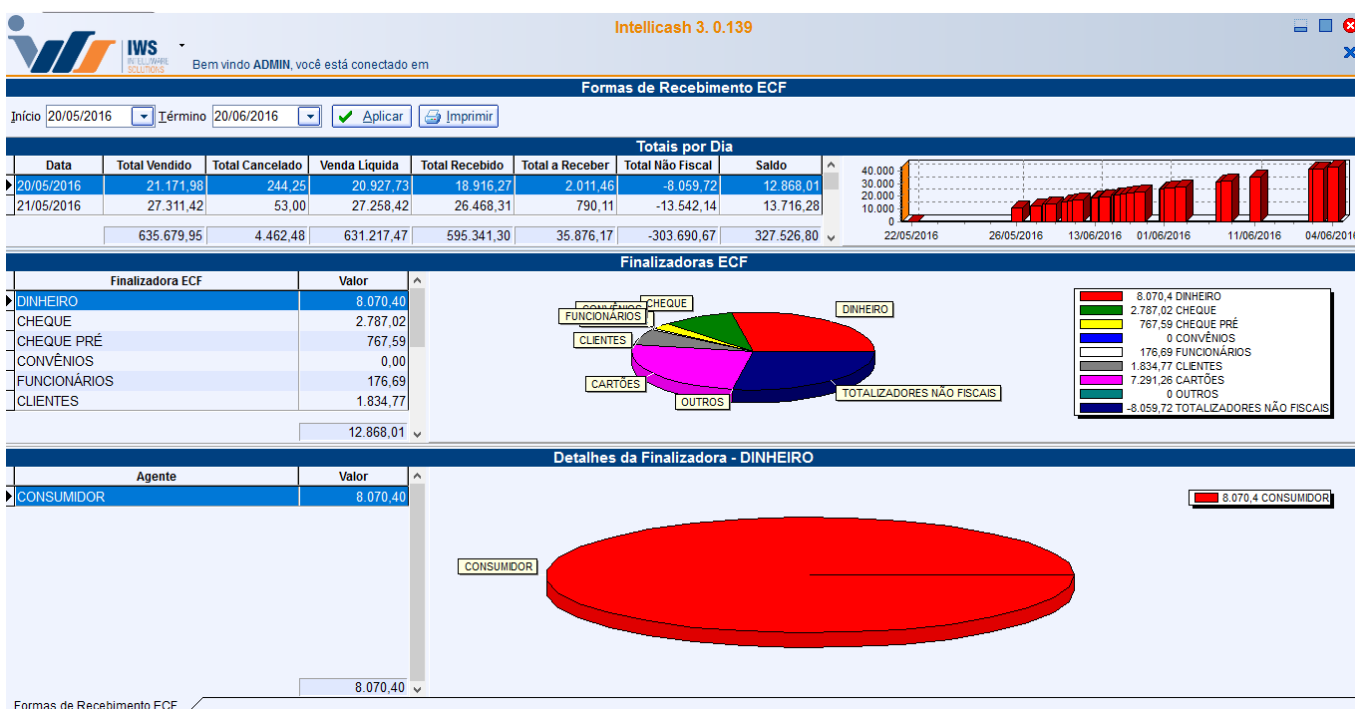 Intellicash 3. 0.139
IWS
INTELLIWARE
SOLUTIONS
Bem vindo ADMIN, você está conectado em
Formas de Recebimento ECF
Início 20/05/2016 Término 20/06/2016 Aplicar Imprimir
Totais por Dia
Data Total Vendido Total Cancelado Venda Liquida Total Recebido Total a Receber Total Não Fiscal Saldo
20/05/2016 21.171,98 244,25 20.927,73 18.916,27 2.011,46 -8.059,72 12.868,01
21/05/2016 27.311,42 53,00 27.258,42 26.468,31 790,11 -13.542,14 13.716,28
635.679,95 4.462,48 631.217,47 595.341,30 35.876,17 -303.690,67 327.526,80
40.000
30.000
20.000
10.000
0
22/05/2016 26/05/2016 13/06/2016 01/06/2016 11/06/2016 04/06/2016
Finalizadoras ECF
Finalizadora ECF Valor
DINHEIRO 8.070,40
CHEQUE 2.787,02
CHEQUE PRÉ 767,59
CONVÊNIOS 0,00
FUNCIONÁRIOS 176,69
CLIENTES 1.834,77
12.868,01
CONVÊNIOS
CHEQUE
DINHEIRO
FUNCIONÁRIOS
CLIENTES
CARTÕES
OUTROS
TOTALIZADORES NÃO FISCAIS
8.070,4 DINHEIRO
2.787,02 CHEQUE
767,59 CHEQUE PRÉ
0 CONVÊNIOS
176,69 FUNCIONÁRIOS
1.834,77 CLIENTES
7.291,26 CARTÕES
0 OUTROS
-8.059,72 TOTALIZADORES NÃO FISCAIS
Detalhes da Finalizadora - DINHEIRO
Agente Valor
CONSUMIDOR 8.070,40
8.070,40
CONSUMIDOR
8.070,4 CONSUMIDOR
Formas de Recebimento ECF